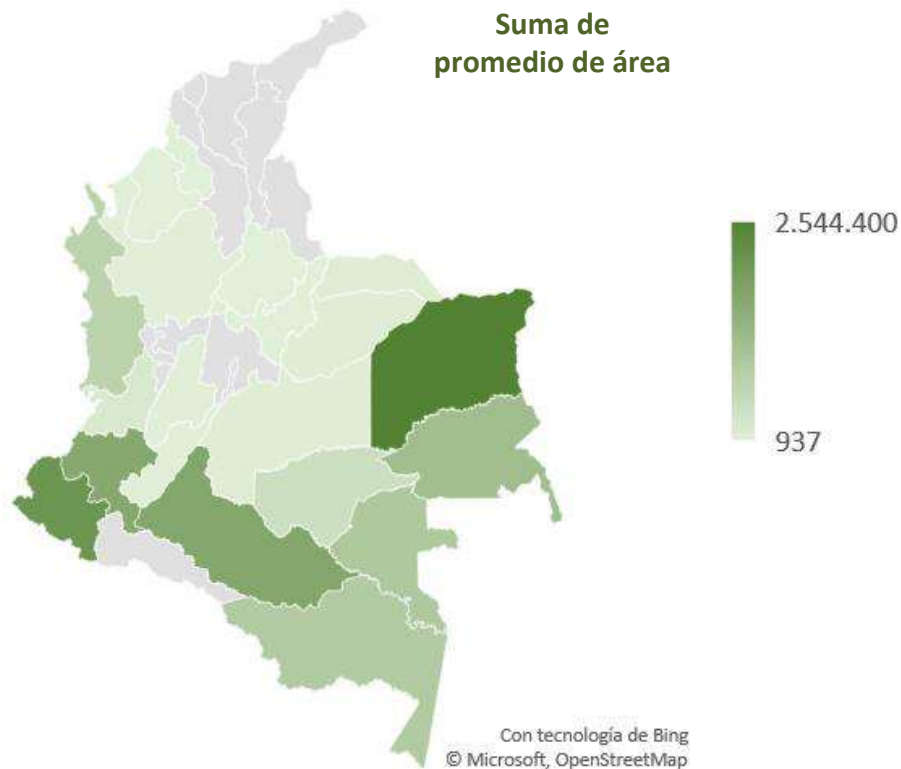 Suma de
promedio de área
2.544.400
937
Con tecnología de Bing
© Microsoft, OpenStreetMap